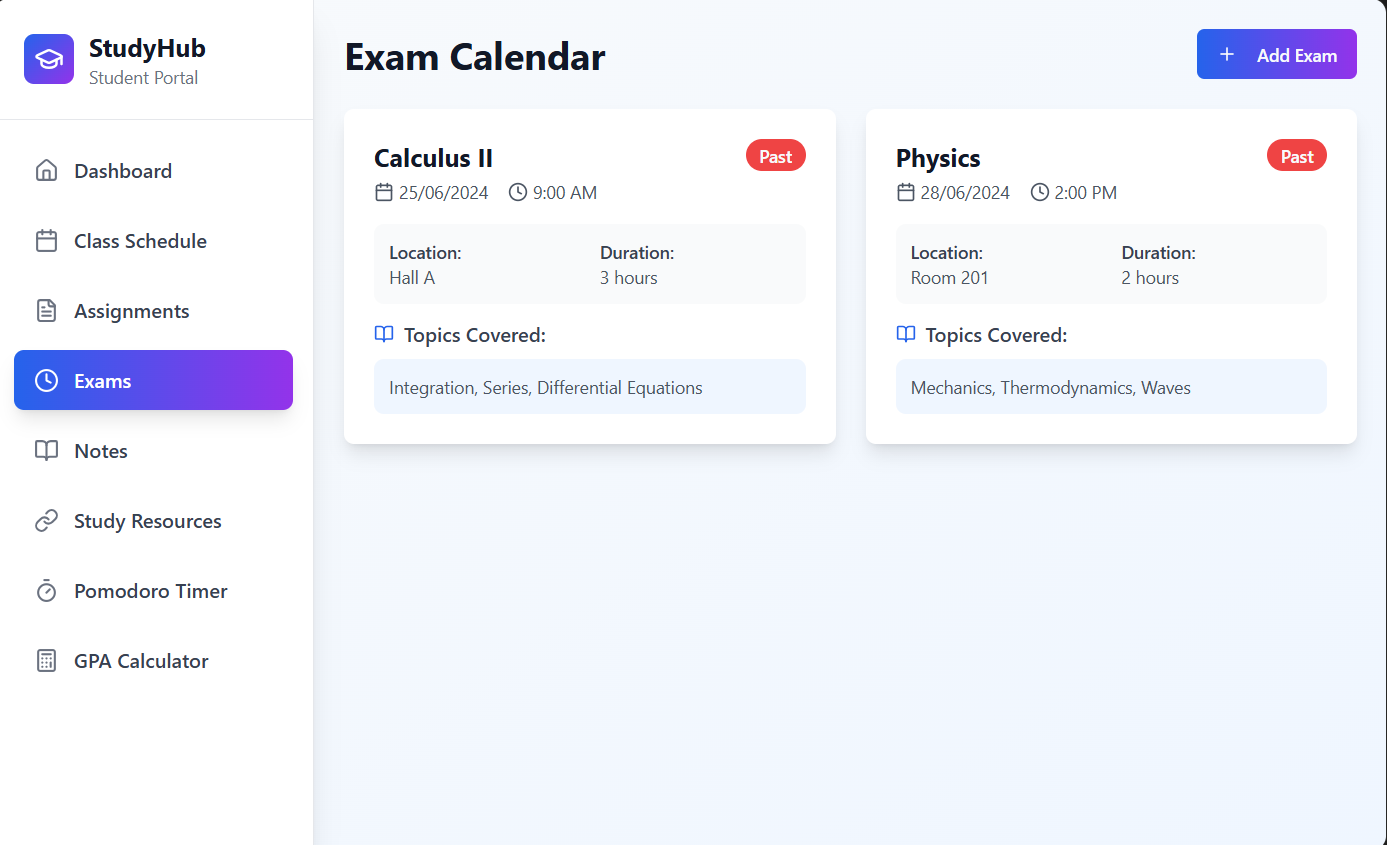 StudyHub
Student Portal
Dashboard
Class Schedule
Assignments
Exams
Notes
Study Resources
Pomodoro Timer
GPA Calculator
Exam Calendar
+ Add Exam
Calculus II
Past
25/06/2024 9:00 AM
Location: Duration:
Hall A 3 hours
Topics Covered:
Integration, Series, Differential Equations
Physics
Past
28/06/2024 2:00 PM
Location: Duration:
Room 201 2 hours
Topics Covered:
Mechanics, Thermodynamics, Waves